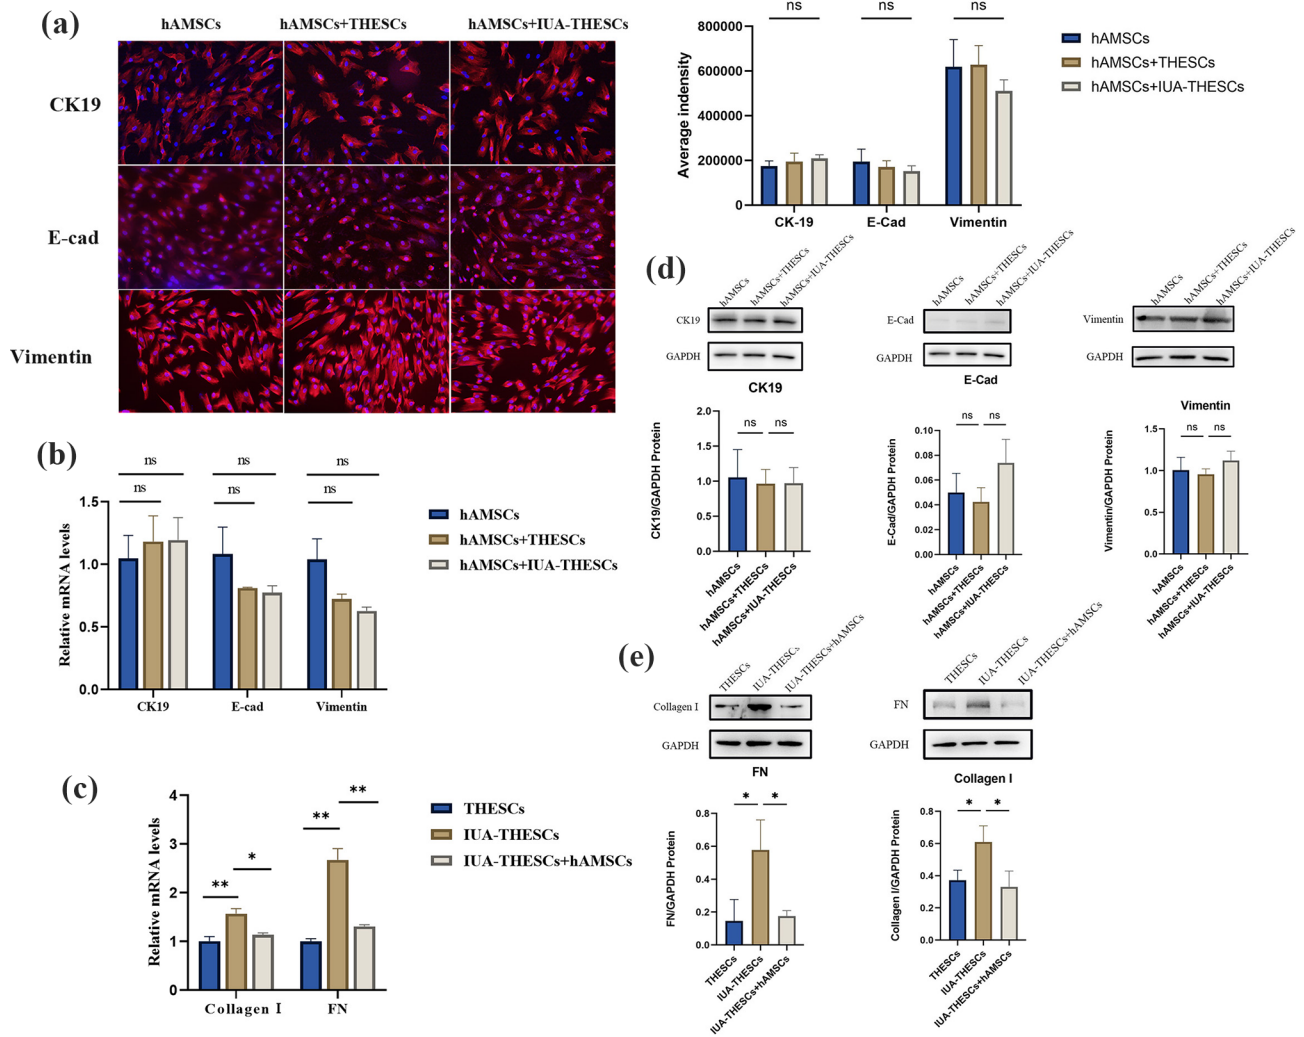 (a)
hAMSCs
hAMSCs+THESCs
hAMSCs+IUA-THESCs
CK19
E-cad
Vimentin
ns
ns
ns
800000
600000
400000
200000
0
Average indensity
CK-19
E-Cad
Vimentin
hAMSCs
hAMSCs+THESCs
hAMSCs+IUA-THESCs
(b)
ns
ns
ns
ns
ns
ns
1.5
1.0
0.5
0.0
Relative mRNA levels
CK19
E-cad
Vimentin
hAMSCs
hAMSCs+THESCs
hAMSCs+IUA-THESCs
(c)
4
3
2
1
0
Relative mRNA levels
**
*
**
**
Collagen I
FN
THESCs
IUA-THESCs
IUA-THESCs+hAMSCs
(d)
hAMSCs
hAMSCs+THESCs
hAMSCs+IUA-THESCs
CK19
GAPDH
CK19
2.0
1.5
1.0
0.5
0.0
CK19/GAPDH Protein
ns
ns
hAMSCs
hAMSCs+THESCs
hAMSCs+IUA-THESCs
hAMSCs
hAMSCs+THESCs
hAMSCs+IUA-THESCs
E-Cad
GAPDH
E-Cad
0.10
0.08
0.06
0.04
0.02
0.00
E-Cad/GAPDH Protein
ns
ns
hAMSCs
hAMSCs+THESCs
hAMSCs+IUA-THESCs
hAMSCs
hAMSCs+THESCs
hAMSCs+IUA-THESCs
Vimentin
GAPDH
Vimentin
1.5
1.0
0.5
0.0
Vimentin/GAPDH Protein
ns
ns
hAMSCs
hAMSCs+THESCs
hAMSCs+IUA-THESCs
(e)
THESCs
IUA-THESCs
IUA-THESCs+hAMSCs
Collagen I
GAPDH
FN
0.8
0.6
0.4
0.2
0.0
FN/GAPDH Protein
*
*
THESCs
IUA-THESCs
IUA-THESCs+hAMSCs
THESCs
IUA-THESCs
IUA-THESCs+hAMSCs
FN
GAPDH
Collagen I
0.8
0.6
0.4
0.2
0.0
Collagen I/GAPDH Protein
*
*
THESCs
IUA-THESCs
IUA-THESCs+hAMSCs